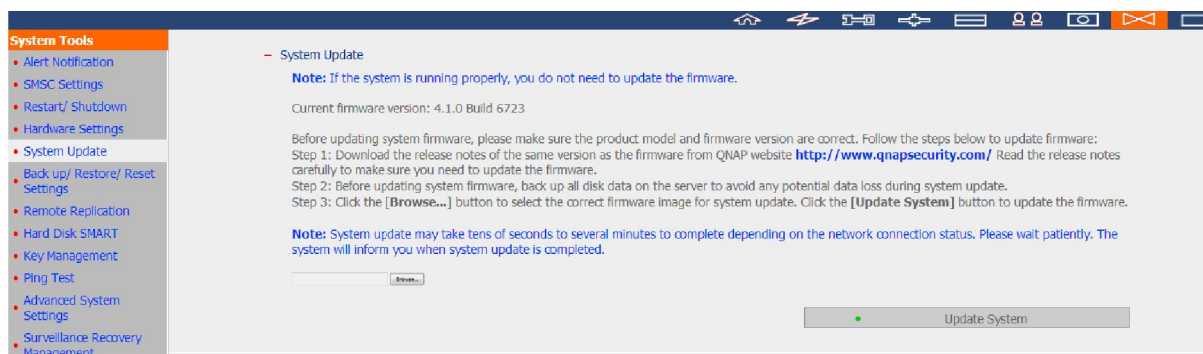 System Tools
Alert Notification
SMSC Settings
Restart/ Shutdown
Hardware Settings
System Update
Back up/ Restore/ Reset
Settings
Remote Replication
Hard Disk SMART
Key Management
Ping Test
Advanced System
Settings
Surveillance Recovery
Management
– System Update
Note: If the system is running properly, you do not need to update the firmware.
Current firmware version: 4.1.0 Build 6723
Before updating system firmware, please make sure the product model and firmware version are correct. Follow the steps below to update firmware:
Step 1: Download the release notes of the same version as the firmware from QNAP website http://www.qnapsecurity.com/ Read the release notes
carefully to make sure you need to update the firmware.
Step 2: Before updating system firmware, back up all disk data on the server to avoid any potential data loss during system update.
Step 3: Click the [Browse...] button to select the correct firmware image for system update. Click the [Update System] button to update the firmware.
Note: System update may take tens of seconds to several minutes to complete depending on the network connection status. Please wait patiently. The
system will inform you when system update is completed.
Browse...
Update System